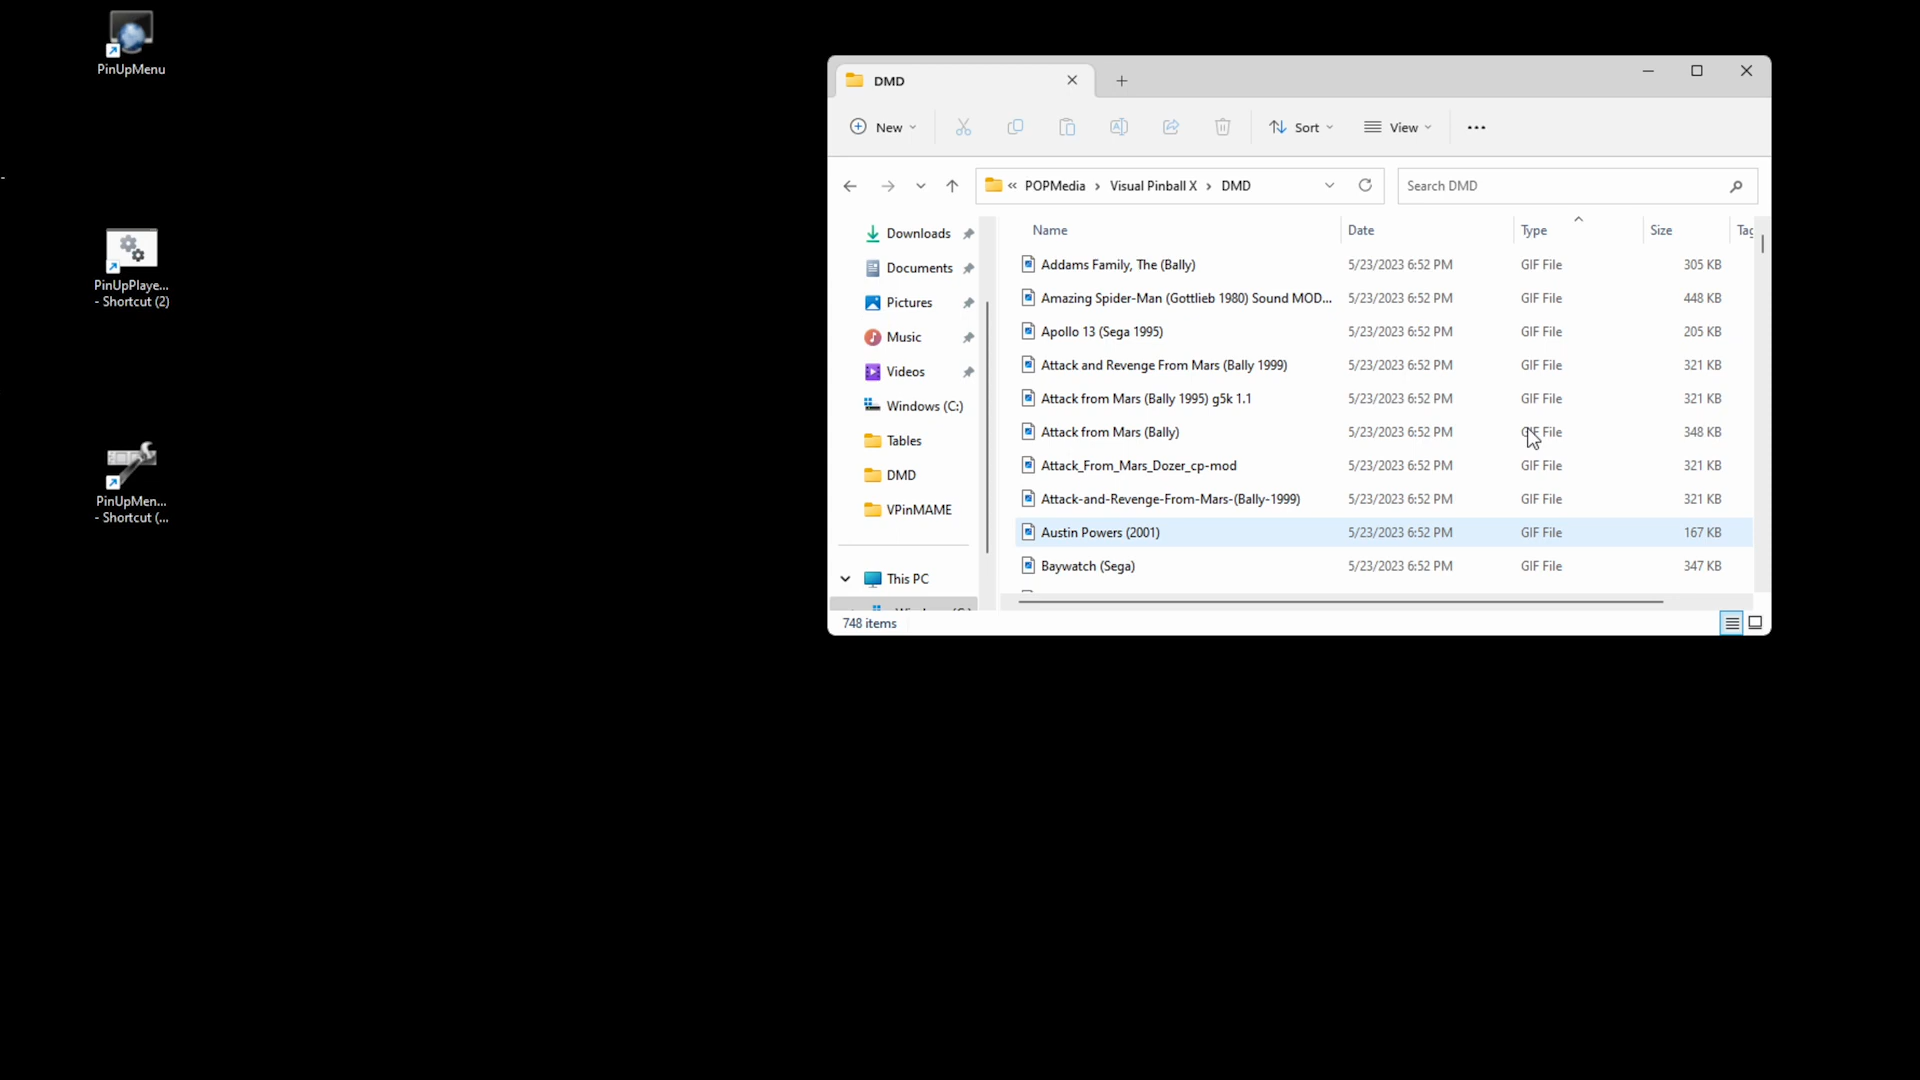 PinUpMenu
PinUpPlaye...
- Shortcut (2)
PinUpMen...
- Shortcut (...
DMD
New
Sort
View
« POPMedia › Visual Pinball X › DMD
Search DMD
Downloads
Documents
Pictures
Music
Videos
Windows (C:)
Tables
DMD
VPinMAME
This PC
Name Date Type Size
Addams Family, The (Bally) 5/23/2023 6:52 PM GIF File 305 KB
Amazing Spider-Man (Gottlieb 1980) Sound MOD... 5/23/2023 6:52 PM GIF File 448 KB
Apollo 13 (Sega 1995) 5/23/2023 6:52 PM GIF File 205 KB
Attack and Revenge From Mars (Bally 1999) 5/23/2023 6:52 PM GIF File 321 KB
Attack from Mars (Bally 1995) g5k 1.1 5/23/2023 6:52 PM GIF File 321 KB
Attack from Mars (Bally) 5/23/2023 6:52 PM GIF File 348 KB
Attack_From_Mars_Dozer_cp-mod 5/23/2023 6:52 PM GIF File 321 KB
Attack-and-Revenge-From-Mars-(Bally-1999) 5/23/2023 6:52 PM GIF File 321 KB
Austin Powers (2001) 5/23/2023 6:52 PM GIF File 167 KB
Baywatch (Sega) 5/23/2023 6:52 PM GIF File 347 KB
748 items